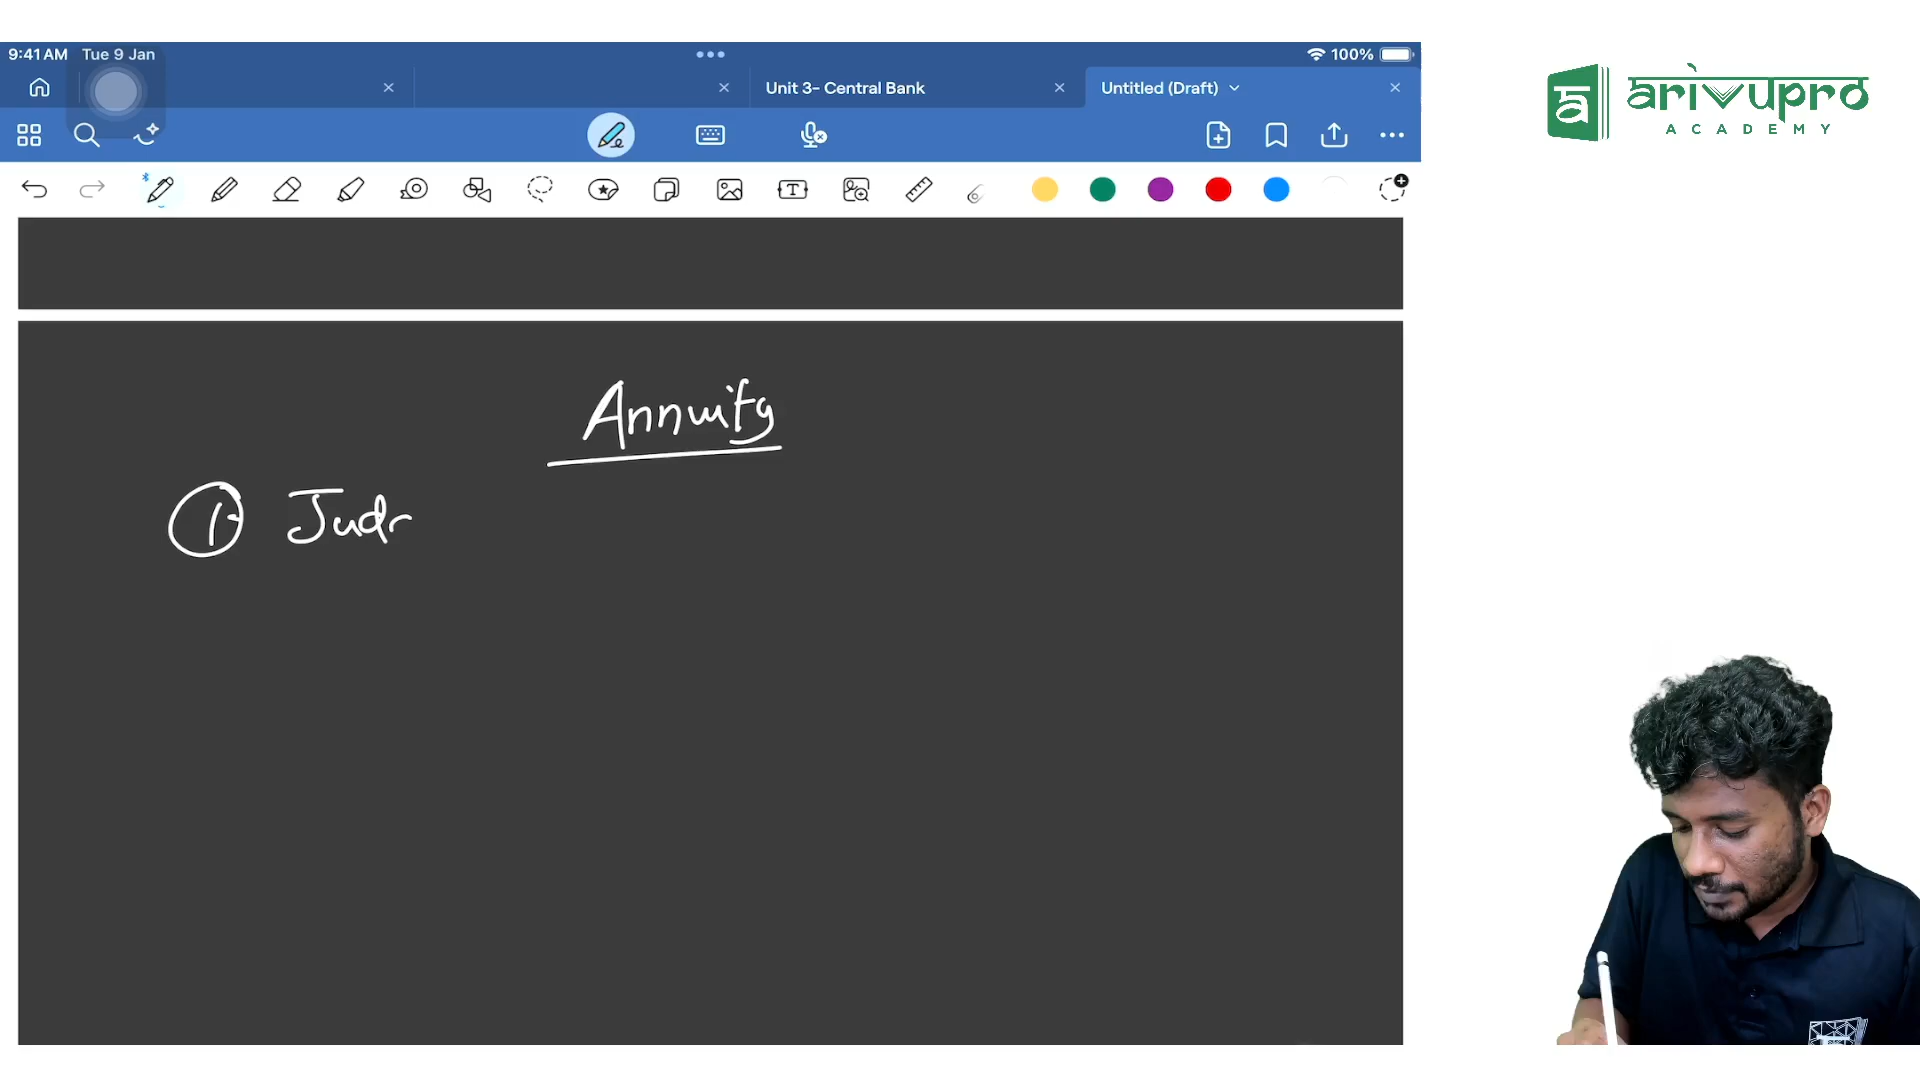 9:41 AM Tue 9 Jan
100%
Unit 3- Central Bank
Untitled (Draft)
arivupro
ACADEMY
Annuity
① Judr